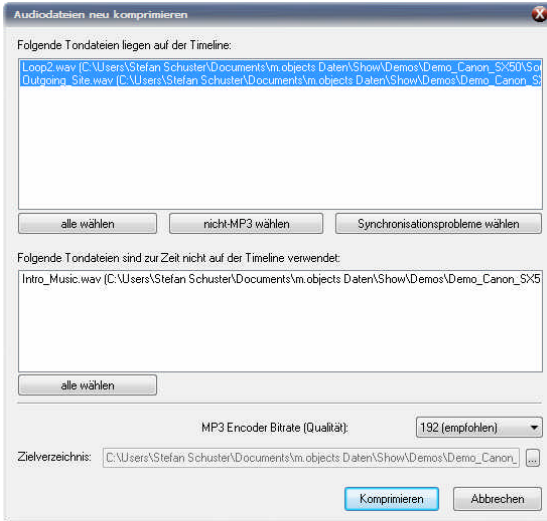 Audiodateien neu komprimieren
Folgende Tondateien liegen auf der Timeline:
Loop2.wav (C:\Users\Stefan Schuster\Documents\m.objects Daten\Show\Demos\Demo_Canon_SX50\Sou
Outgoing_Site.wav (C:\Users\Stefan Schuster\Documents\m.objects Daten\Show\Demos\Demo_Canon_S
alle wählen nicht-MP3 wählen Synchronisationsprobleme wählen
Folgende Tondateien sind zur Zeit nicht auf der Timeline verwendet:
Intro_Music.wav (C:\Users\Stefan Schuster\Documents\m.objects Daten\Show\Demos\Demo_Canon_SX5
alle wählen
MP3 Encoder Bitrate (Qualität): 192 (empfohlen)
Zielverzeichnis: C:\Users\Stefan Schuster\Documents\m.objects Daten\Show\Demos\Demo_Canon_ ...
Komprimieren Abbrechen